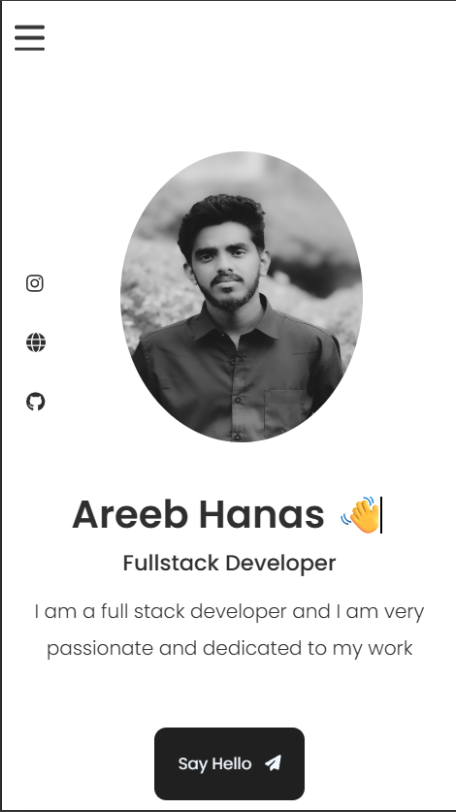 Areeb Hanas 👋
Fullstack Developer
I am a full stack developer and I am very
passionate and dedicated to my work
Say Hello